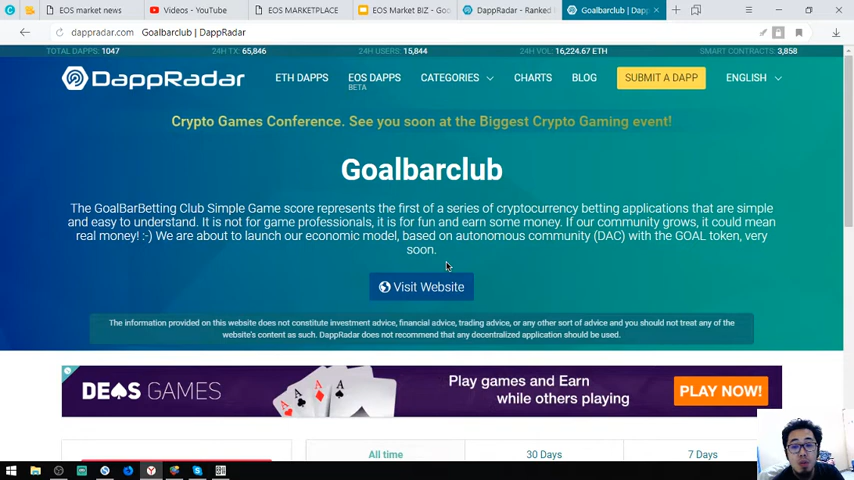 EOS market news
Videos - YouTube
EOS MARKETPLACE
EOS Market BIZ - Goo
DappRadar - Ranked
Goalbarclub | Dapp
dappradar.com Goalbarclub | DappRadar
TOTAL DAPPS: 1047 24H TX: 65,846 24H USERS: 15,844 24H VOL: 16,224.67 ETH SMART CONTRACTS: 3,858
DappRadar ETH DAPPS EOS DAPPS CATEGORIES CHARTS BLOG SUBMIT A DAPP ENGLISH
BETA
Crypto Games Conference. See you soon at the Biggest Crypto Gaming event!
Goalbarclub
The GoalBarBetting Club Simple Game score represents the first of a series of cryptocurrency betting applications that are simple
and easy to understand. It is not for game professionals, it is for fun and earn some money. If our community grows, it could mean
real money! :-) We are about to launch our economic model, based on autonomous community (DAC) with the GOAL token, very
soon.
Visit Website
The information provided on this website does not constitute investment advice, financial advice, trading advice, or any other sort of advice and you should not treat any of the
website's content as such. DappRadar does not recommend that any decentralized application should be used.
DEOS GAMES
Play games and Earn
while others playing
PLAY NOW!
All time 30 Days 7 Days